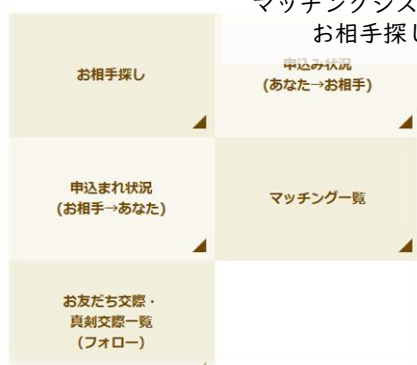 マッチングシス
お相手探し
お相手探し
申込み状況
(あなた→お相手)
申込まれ状況
(お相手→あなた)
マッチング一覧
お友だち交際・
真剣交際一覧
(フォロー)